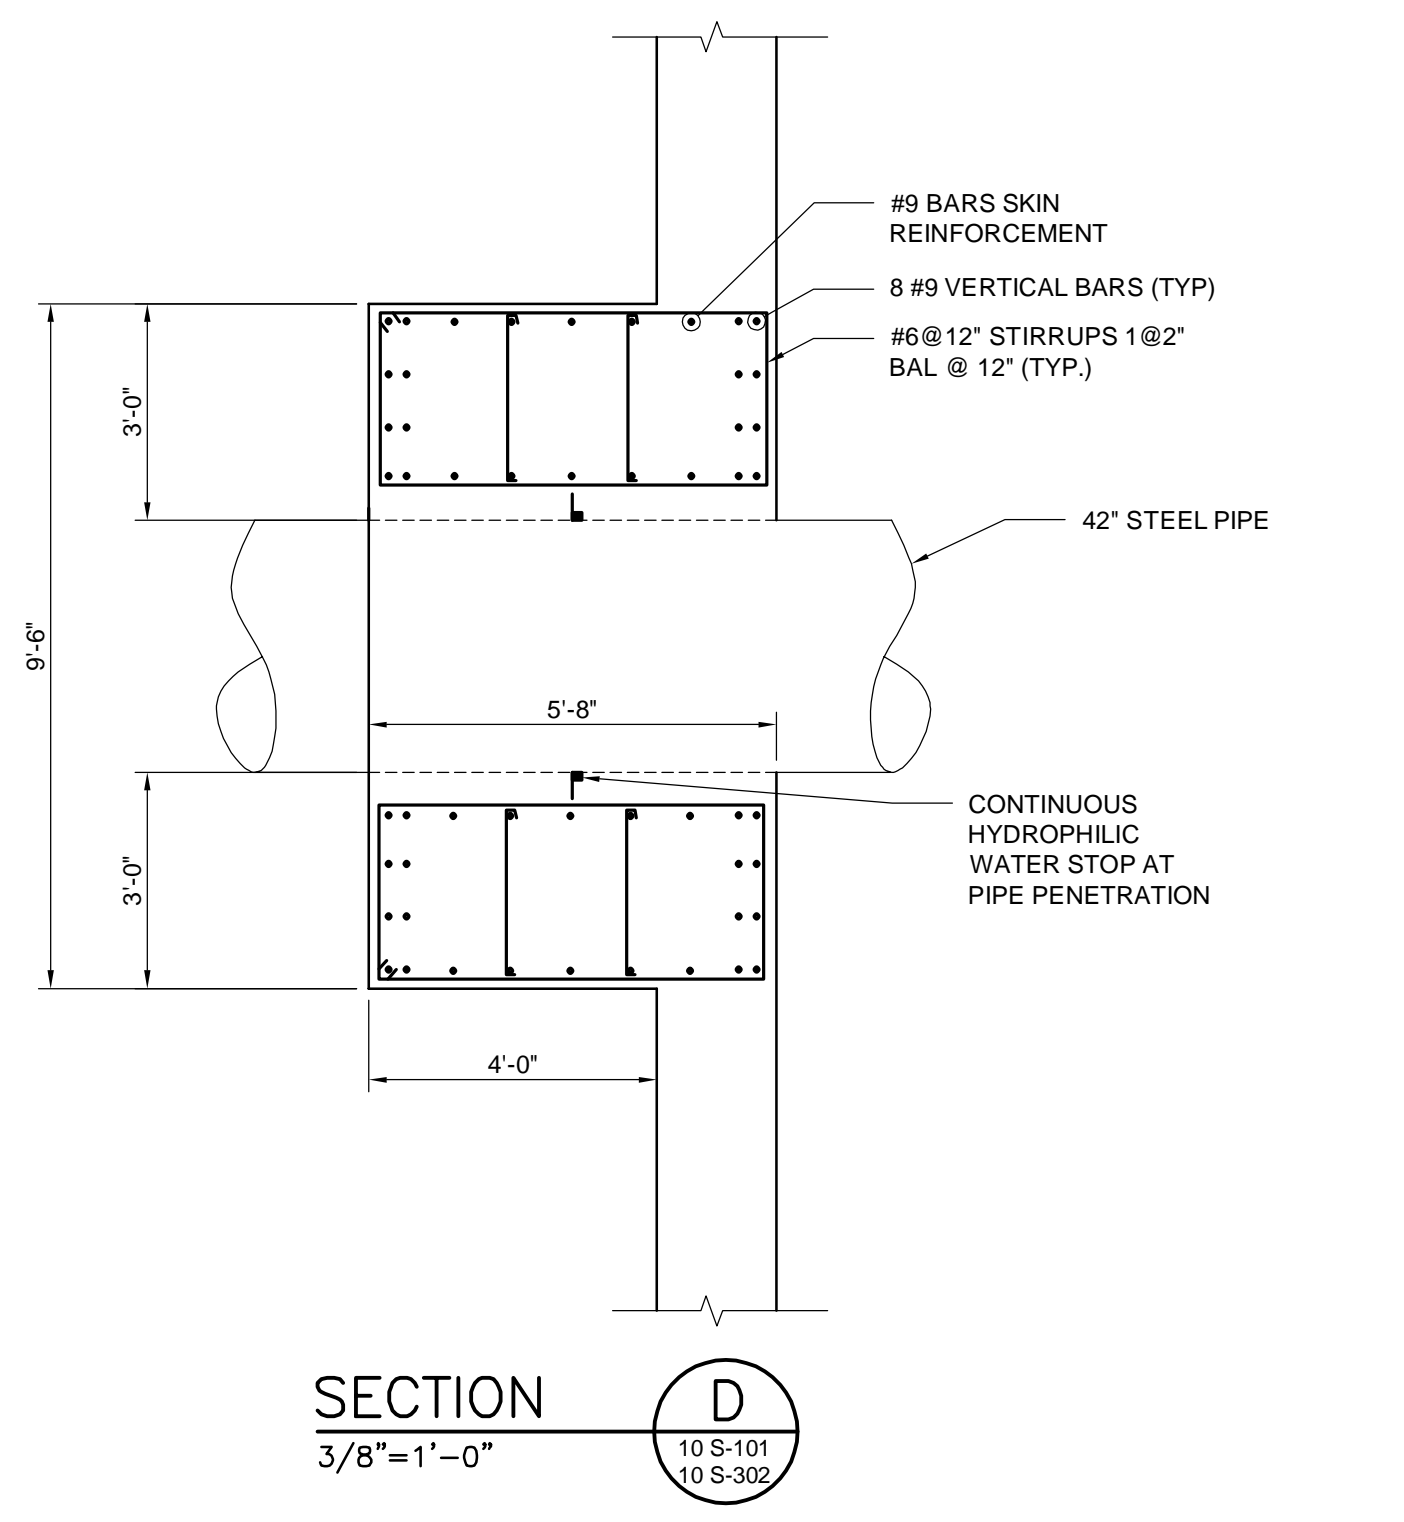 #9 BARS SKIN
REINFORCEMENT
8 #9 VERTICAL BARS (TYP)
#6@12" STIRRUPS 1@2"
BAL @ 12" (TYP.)
3'-0"
42" STEEL PIPE
9'-6"
5'-8"
CONTINUOUS
HYDROPHILIC
WATER STOP AT
PIPE PENETRATION
3'-0"
4'-0"
SECTION
3/8"=1'-0"
D
10 S-101
10 S-302